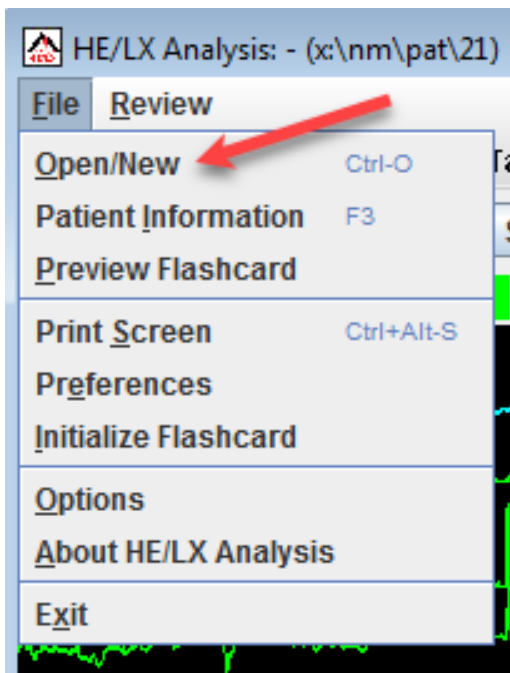 HE/LX Analysis: - (x:\nm\pat\21)
File Review
Open/New Ctrl-O
Patient Information F3
Preview Flashcard
Print Screen Ctrl+Alt-S
Preferences
Initialize Flashcard
Options
About HE/LX Analysis
Exit